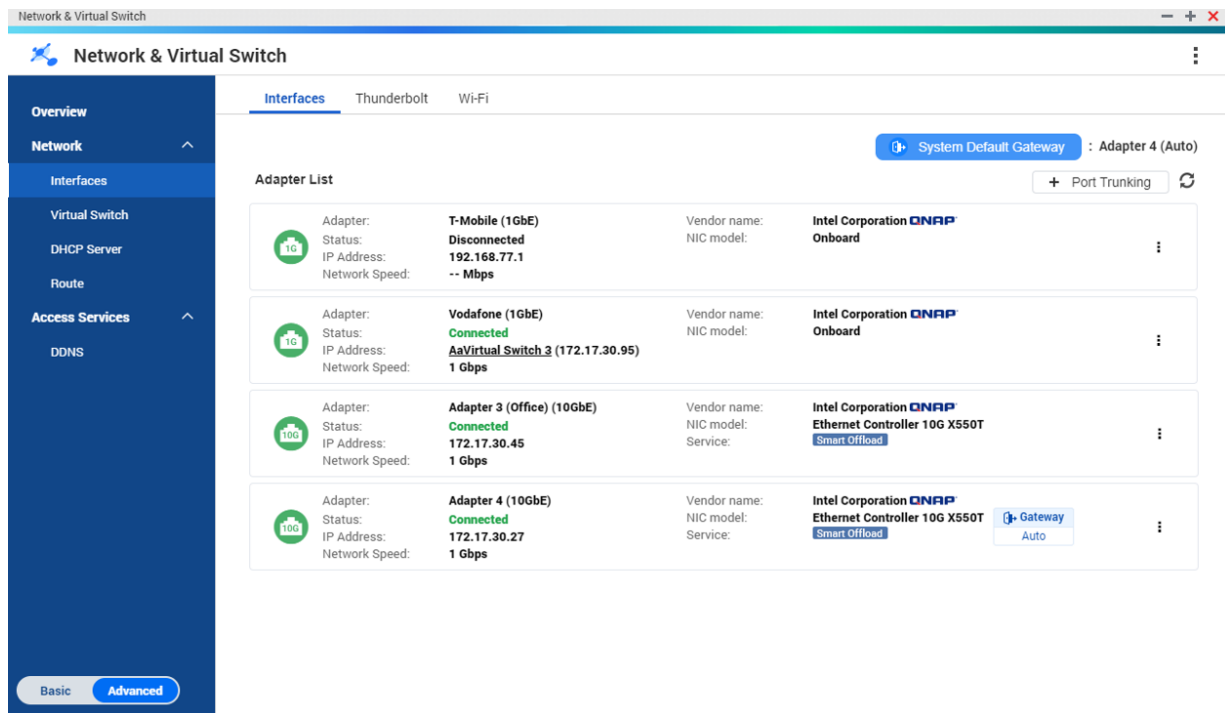 Network & Virtual Switch
Network & Virtual Switch
Overview
Network
Interfaces
Virtual Switch
DHCP Server
Route
Access Services
DDNS
Basic
Advanced
Interfaces Thunderbolt Wi-Fi
System Default Gateway : Adapter 4 (Auto)
Adapter List
+ Port Trunking
1G
Adapter: T-Mobile (1GbE) Vendor name: Intel Corporation QNAP
Status: Disconnected NIC model: Onboard
IP Address: 192.168.77.1
Network Speed: -- Mbps
1G
Adapter: Vodafone (1GbE) Vendor name: Intel Corporation QNAP
Status: Connected NIC model: Onboard
IP Address: AaVirtual Switch 3 (172.17.30.95)
Network Speed: 1 Gbps
10G
Adapter: Adapter 3 (Office) (10GbE) Vendor name: Intel Corporation QNAP
Status: Connected NIC model: Ethernet Controller 10G X550T
IP Address: 172.17.30.45 Service: Smart Offload
Network Speed: 1 Gbps
10G
Adapter: Adapter 4 (10GbE) Vendor name: Intel Corporation QNAP
Status: Connected NIC model: Ethernet Controller 10G X550T Gateway
IP Address: 172.17.30.27 Service: Smart Offload Auto
Network Speed: 1 Gbps